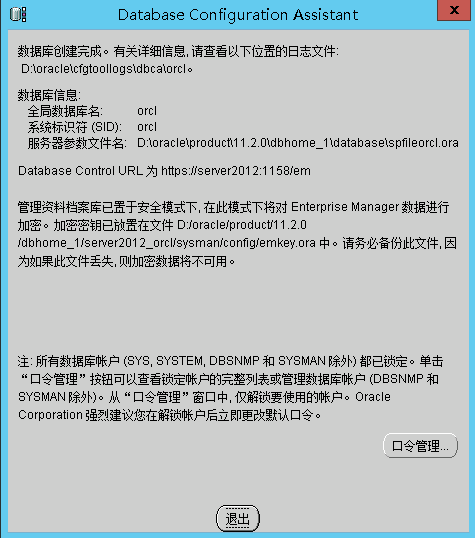 Database Configuration Assistant
x
数据库创建完成。有关详细信息,请查看以下位置的日志文件:
D:\oracle\cfgtoollogs\dbca\orcl。
数据库信息:
全局数据库名: orcl
系统标识符 (SID): orcl
服务器参数文件名: D:\oracle\product\11.2.0\dbhome_1\database\spfileorcl.ora
Database Control URL 为 https://server2012:1158/em
管理资料档案库已置于安全模式下, 在此模式下将对 Enterprise Manager 数据进行
加密。加密密钥已放置在文件 D:/oracle/product/11.2.0
/dbhome_1/server2012_orcl/sysman/config/emkey.ora 中。请务必备份此文件, 因
为如果此文件丢失, 则加密数据将不可用。
注: 所有数据库帐户 (SYS, SYSTEM, DBSNMP 和 SYSMAN 除外) 都已锁定。单击
“口令管理”按钮可以查看锁定帐户的完整列表或管理数据库帐户 (DBSNMP 和
SYSMAN 除外)。从“口令管理”窗口中, 仅解锁要使用的帐户。Oracle
Corporation 强烈建议您在解锁帐户后立即更改默认口令。
口令管理...
退出